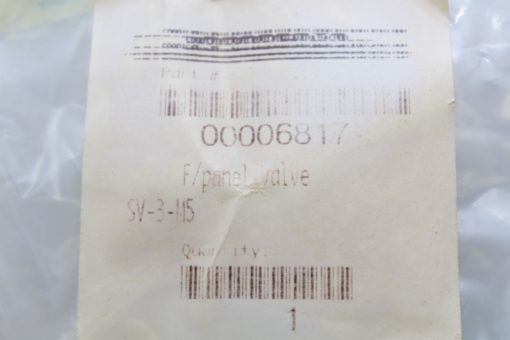 Part #
00006817
F/panel valve
SV-3-M5
Quantity:
1